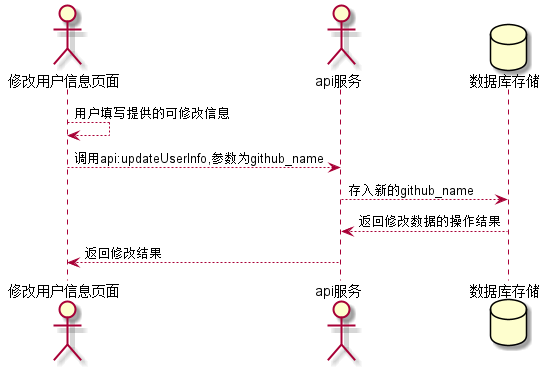 修改用户信息页面
api服务
数据库存储
用户填写提供的可修改信息
调用api:updateUserInfo,参数为github_name
存入新的github_name
返回修改数据的操作结果
返回修改结果
修改用户信息页面
api服务
数据库存储